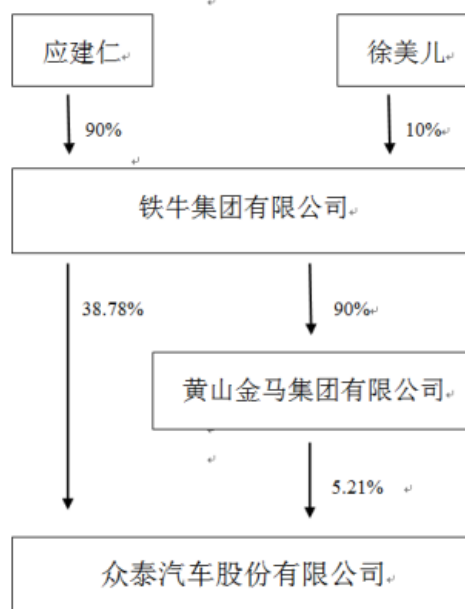 应建仁
徐美儿
90%
10%
铁牛集团有限公司
38.78%
90%
黄山金马集团有限公司
5.21%
众泰汽车股份有限公司